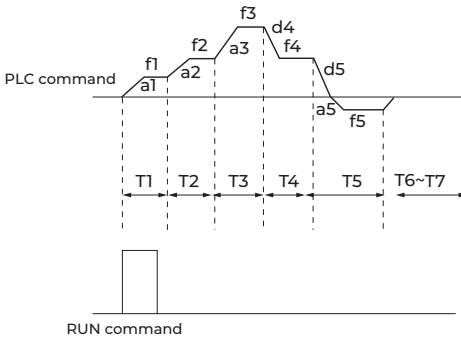 f3
f2
d4
f1
a3
f4
PLC command
a1
a2
d5
a5
f5
T1 T2 T3 T4 T5 T6~T7
RUN command